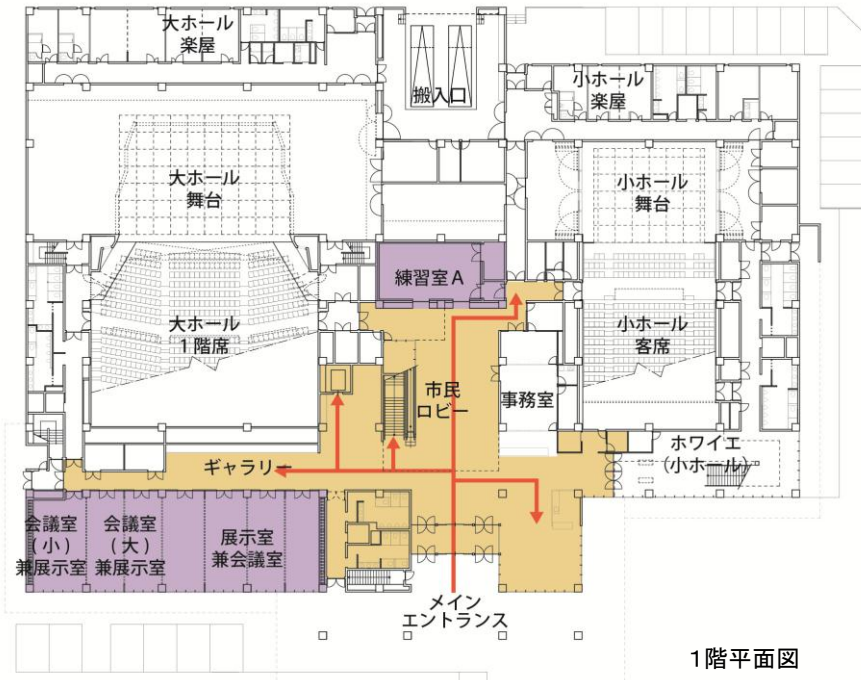 大ホール
楽屋
搬入口
小ホール
楽屋
大ホール
舞台
小ホール
舞台
練習室A
大ホール
1階席
小ホール
客席
市民
ロビー
事務室
ギャラリー
ホワイエ
（小ホール）
会議室
（小）
兼展示室
会議室
（大）
兼展示室
展示室
兼会議室
メイン
エントランス
1階平面図